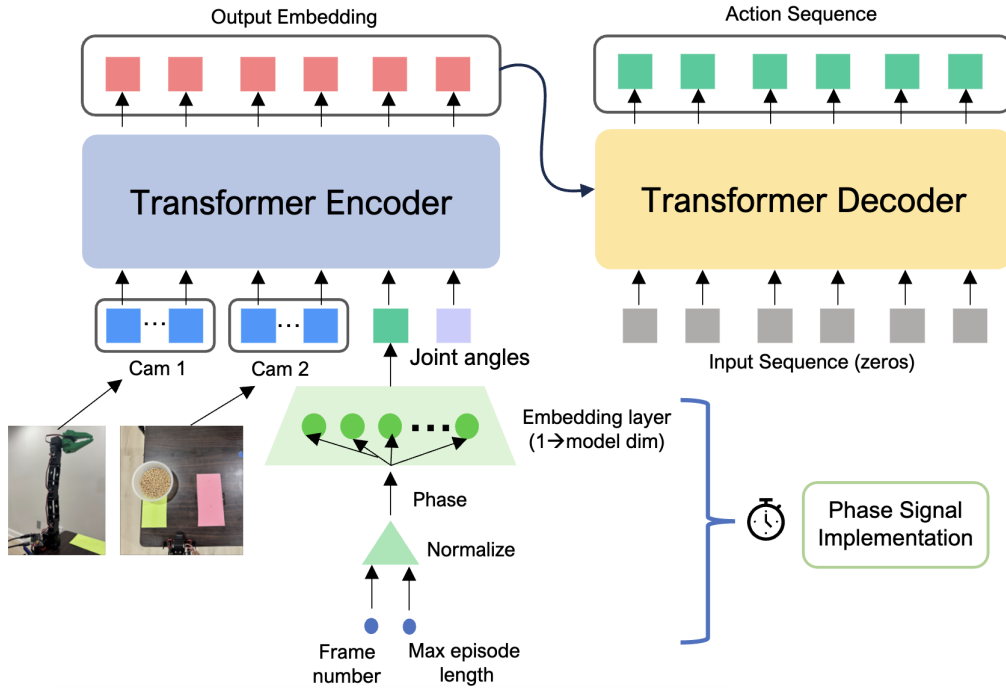 Output Embedding
Action Sequence
Transformer Encoder
Transformer Decoder
...
...
Cam 1
Cam 2
Joint angles
Input Sequence (zeros)
...
Embedding layer
(1→model dim)
Phase
Normalize
Phase Signal
Implementation
Frame
number
Max episode
length